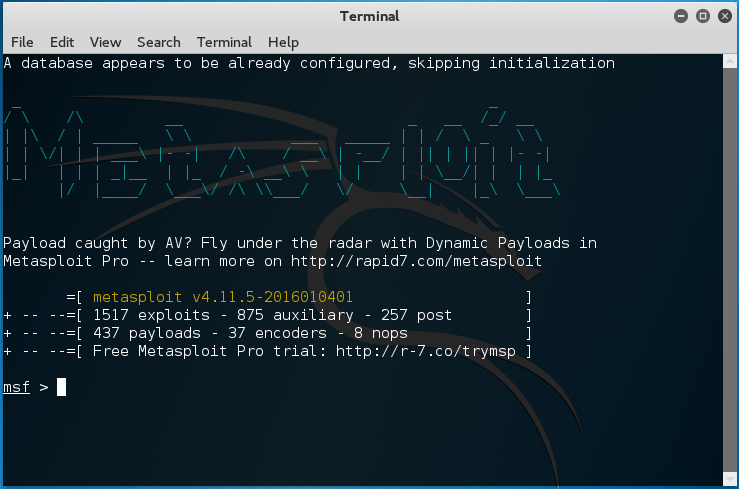 Terminal
File Edit View Search Terminal Help
A database appears to be already configured, skipping initialization
Metasploit
Payload caught by AV? Fly under the radar with Dynamic Payloads in
Metasploit Pro -- learn more on http://rapid7.com/metasploit
=[ metasploit v4.11.5-2016010401 ]
+ -- --=[ 1517 exploits - 875 auxiliary - 257 post ]
+ -- --=[ 437 payloads - 37 encoders - 8 nops ]
+ -- --=[ Free Metasploit Pro trial: http://r-7.co/trymsp ]
msf >